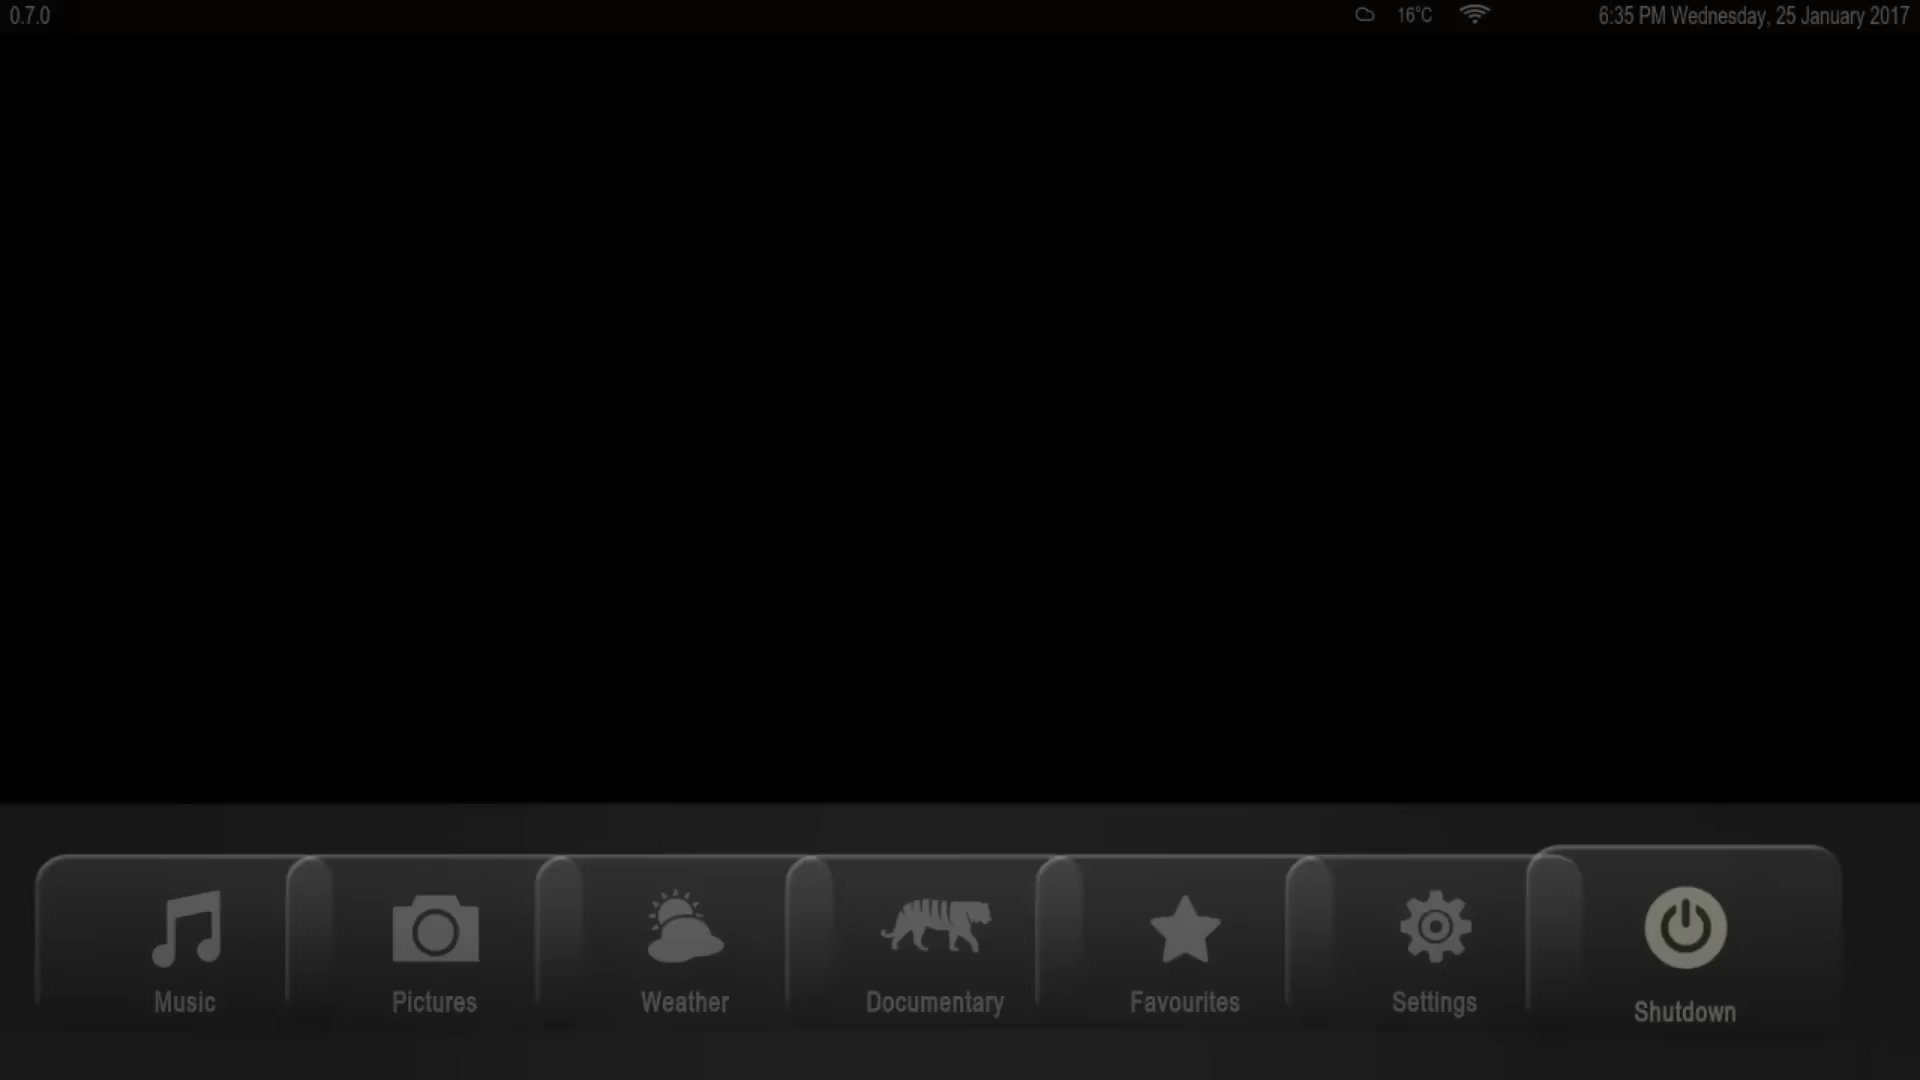 0.7.0
16°C
6:35 PM Wednesday, 25 January 2017
Music
Pictures
Weather
Documentary
Favourites
Settings
Shutdown